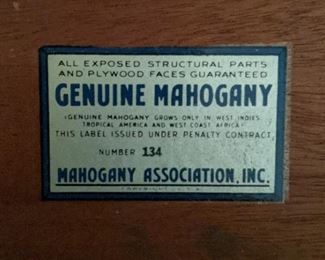 ALL EXPOSED STRUCTURAL PARTS
AND PLYWOOD FACES GUARANTEED
GENUINE MAHOGANY
(GENUINE MAHOGANY GROWS ONLY IN WEST INDIES
TROPICAL AMERICA AND WEST COAST AFRICA)
THIS LABEL ISSUED UNDER PENALTY CONTRACT
NUMBER 134
MAHOGANY ASSOCIATION, INC.
COPYRIGHT